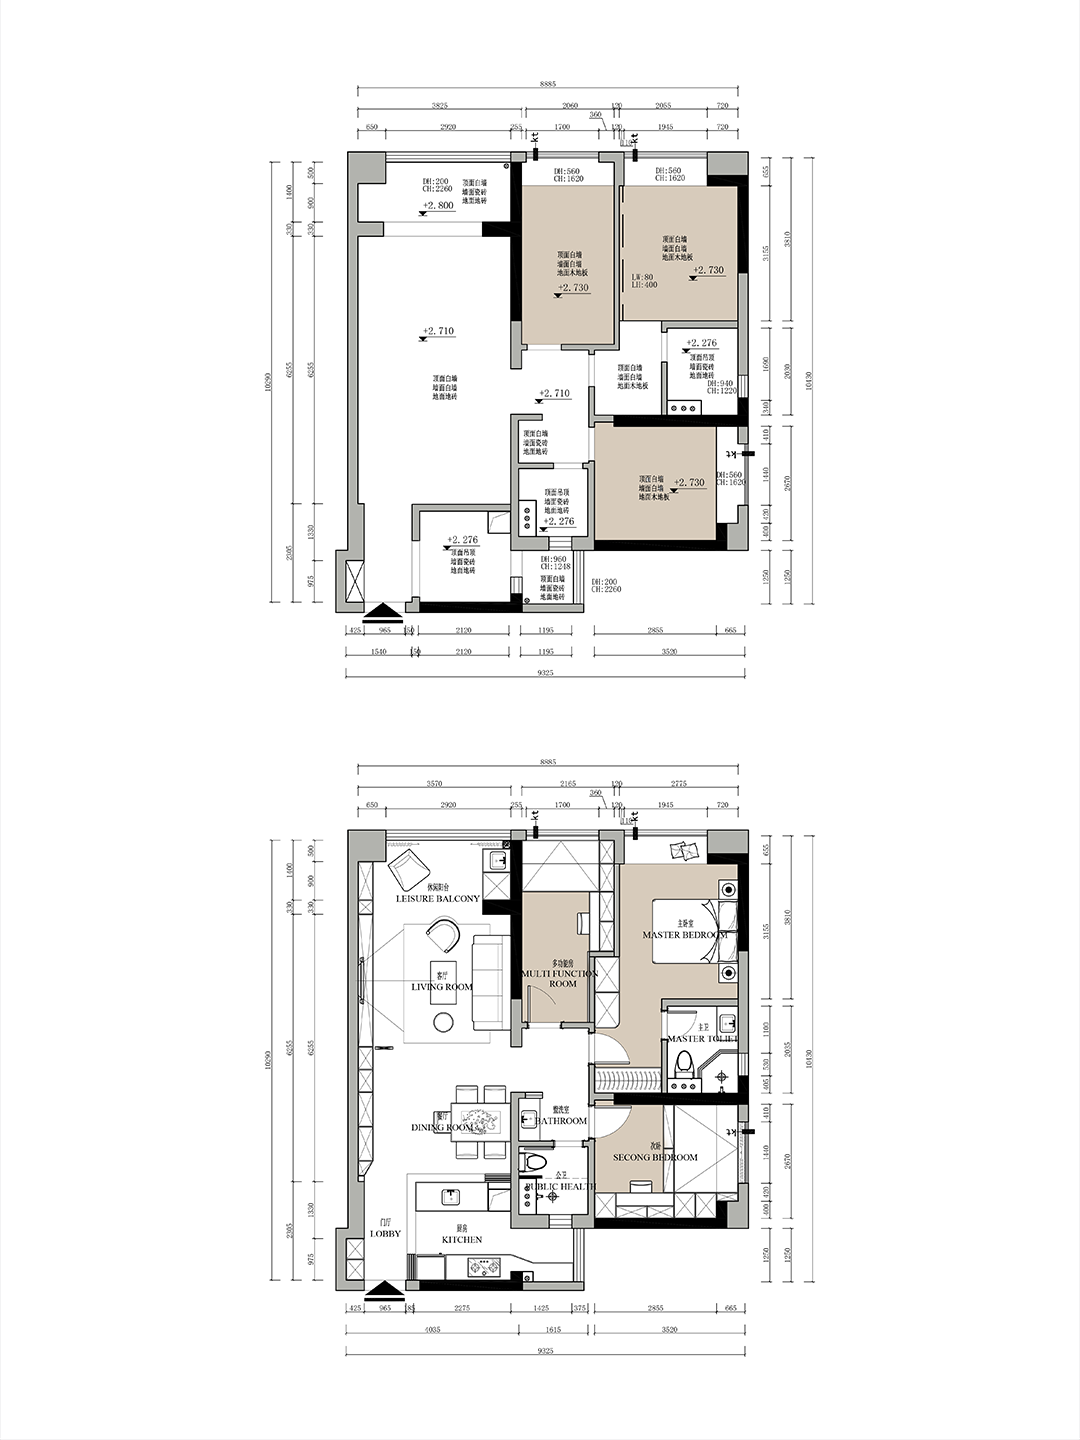 8885
3825
2060
120
2055
720
360
650
2920
255
1700
120
1945
720
kt
kt
DH:200
CH:2260
顶面白墙
墙面瓷砖
地面地砖
+2.800
DH:560
CH:1620
DH:560
CH:1620
500
1400
900
330
330
655
3810
3155
顶面白墙
墙面白墙
地面木地板
+2.730
顶面白墙
墙面白墙
地面木地板
LW:80
LH:400
+2.730
+2.710
顶面白墙
墙面白墙
地面地砖
10290
6255
6255
+2.710
顶面白墙
墙面白墙
地面木地板
+2.276
顶面吊顶
墙面瓷砖
地面地砖
DH:940
CH:1220
1690
2030
340
10430
顶面白墙
墙面瓷砖
地面地砖
410
kt
1440
2670
420
400
顶面白墙
墙面白墙
地面木地板
+2.730
DH:560
CH:1620
顶面吊顶
墙面瓷砖
地面地砖
+2.276
+2.276
顶面吊顶
墙面瓷砖
地面地砖
1330
2305
975
DH:960
CH:1248
顶面白墙
墙面瓷砖
地面地砖
DH:200
CH:2260
1250
1250
425
965
150
2120
1195
2855
665
1540
150
2120
1195
3520
9325
8885
3570
2165
120
2775
360
650
2920
255
1700
120
1945
720
kt
kt
500
1400
900
330
330
655
3810
3155
休闲阳台
LEISURE BALCONY
主卧室
MASTER BEDROOM
客厅
LIVING ROOM
多功能房
MULTI FUNCTION
ROOM
10290
6255
6255
主卫
MASTER TOLIET
1100
2035
530
405
10430
餐厅
DINING ROOM
盥洗室
BATHROOM
次卧
SECONG BEDROOM
410
kt
1440
2670
420
400
公卫
PUBLIC HEALTH
门厅
LOBBY
厨房
KITCHEN
1330
2305
975
1250
1250
425
965
85
2275
1425
375
2855
665
4035
1615
3520
9325